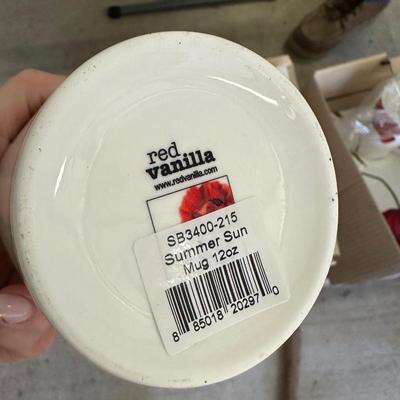 red
vanilla
www.redvanilla.com
SB3400-215
Summer Sun
Mug 12oz
8 85018 20297 0